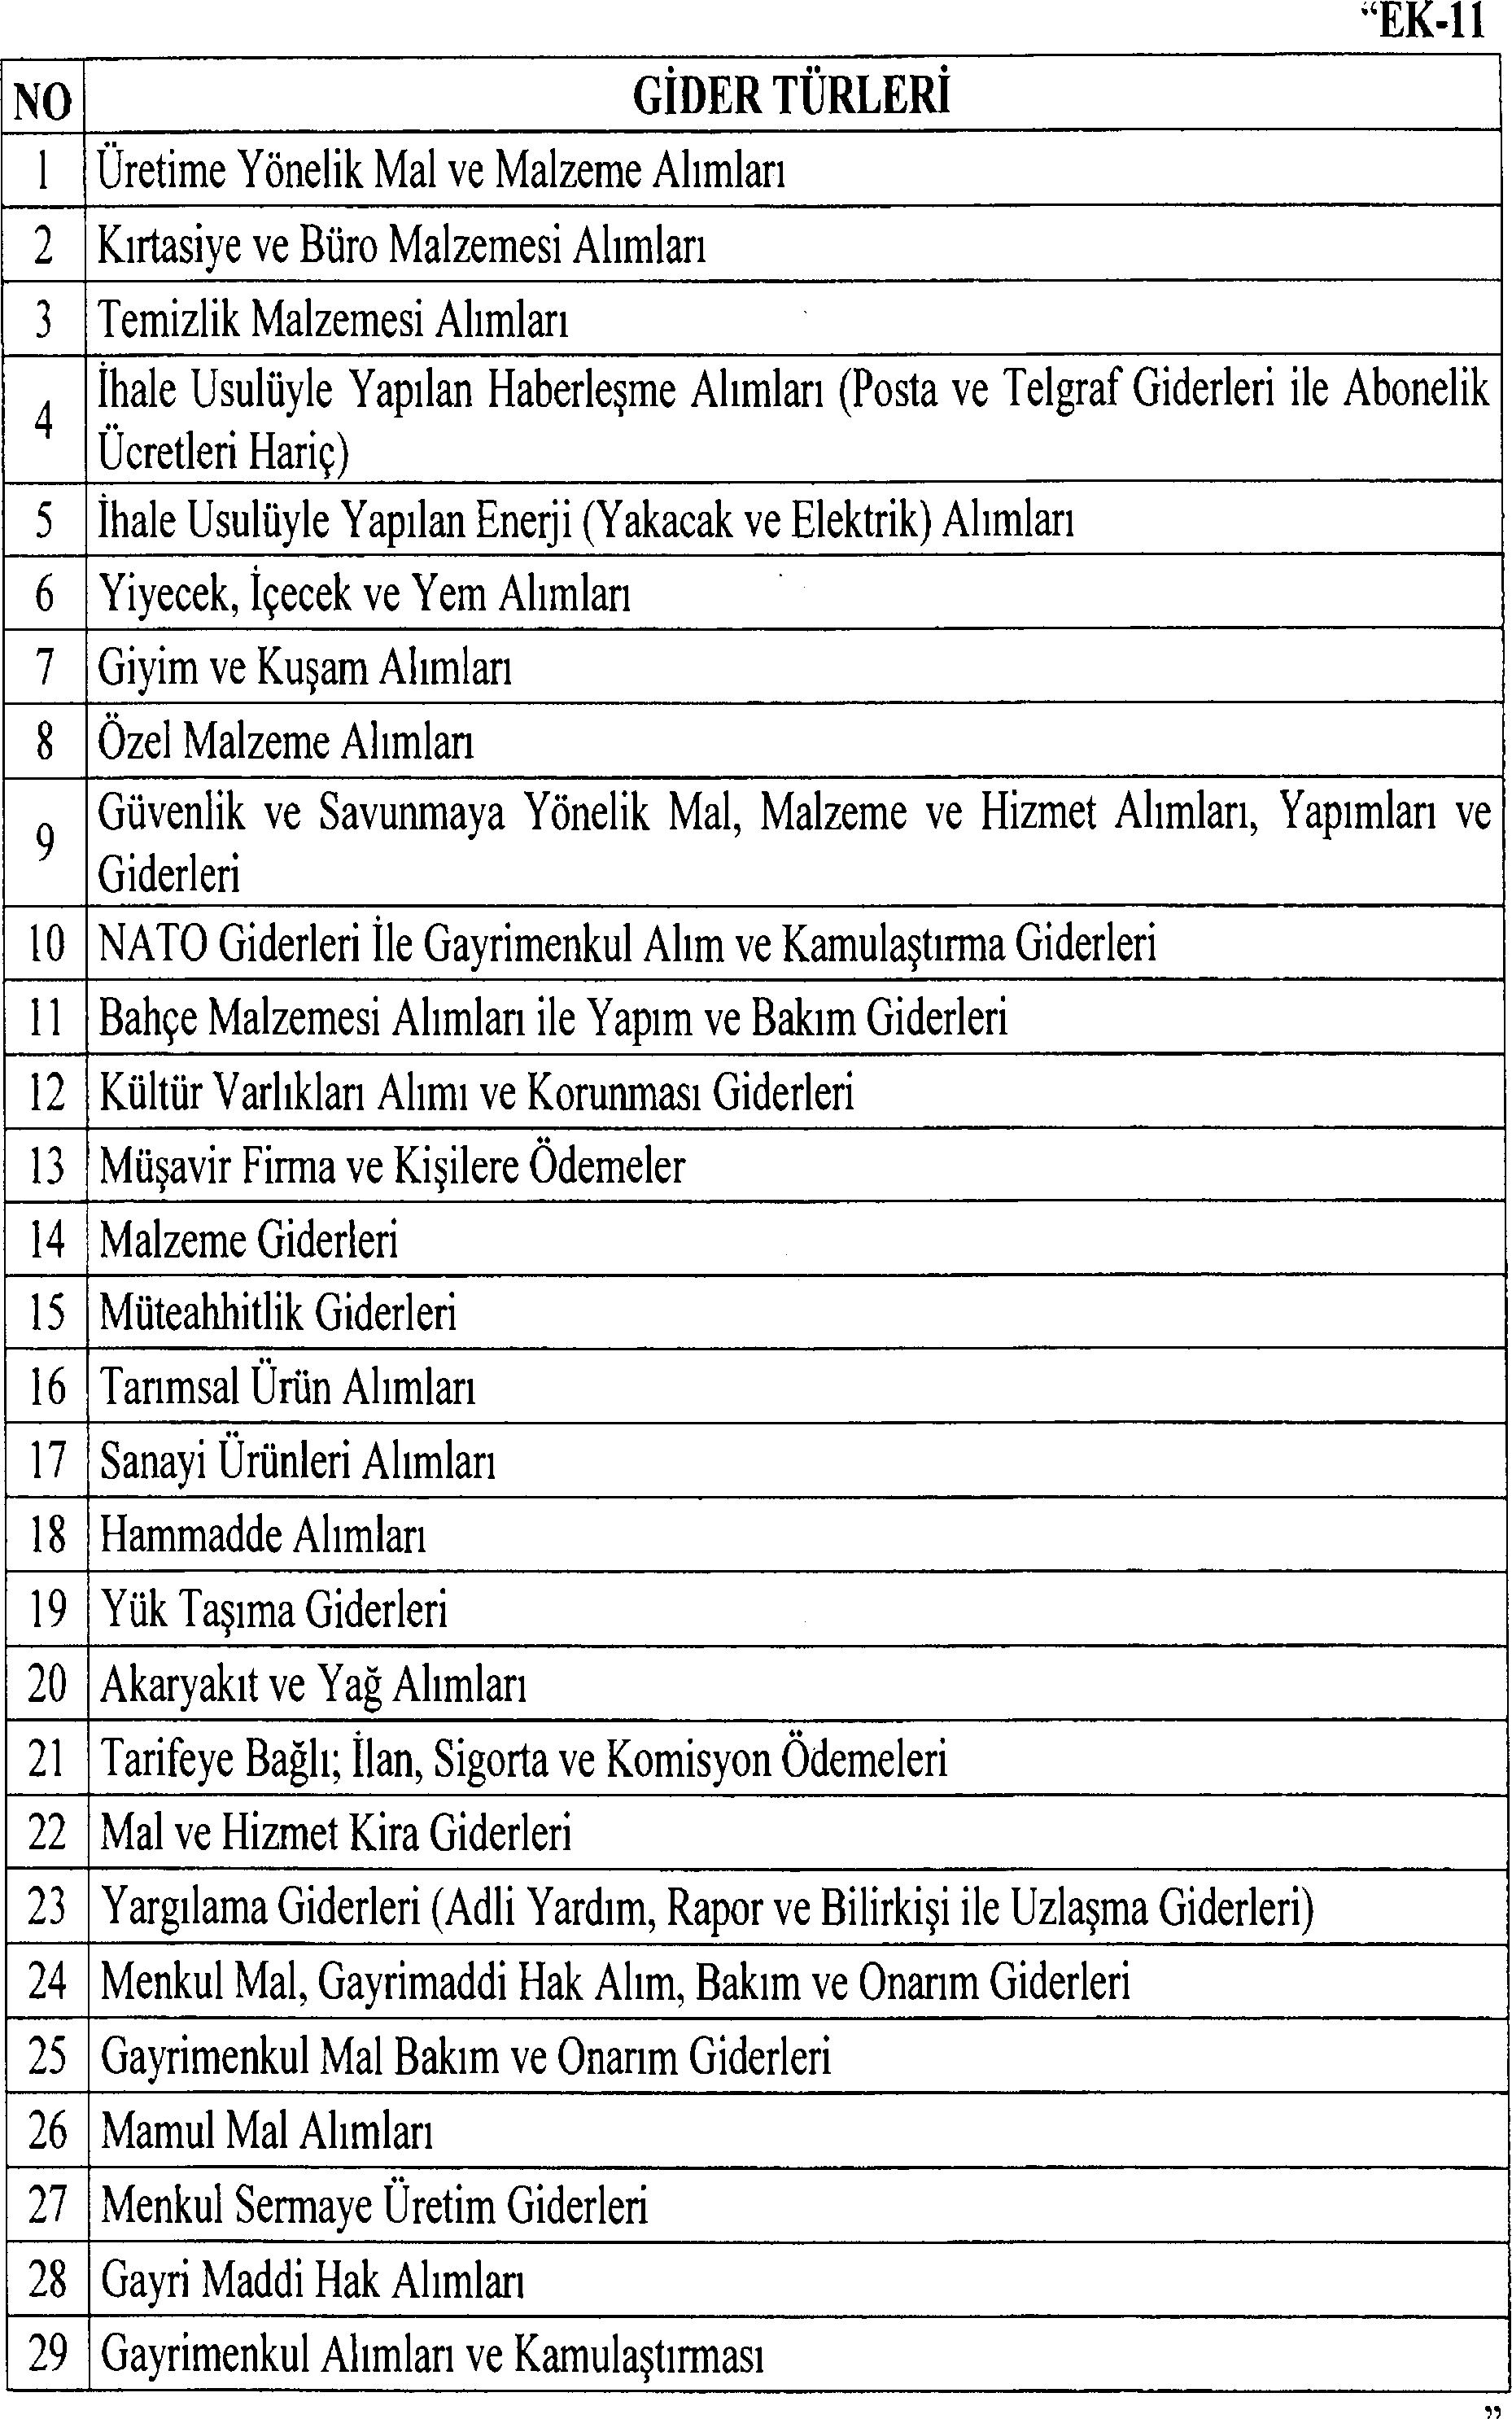 “EK-11
NO GİDER TÜRLERİ
1 Üretime Yönelik Mal ve Malzeme Alımları
2 Kırtasiye ve Büro Malzemesi Alımları
3 Temizlik Malzemesi Alımları
4 İhale Usulüyle Yapılan Haberleşme Alımları (Posta ve Telgraf Giderleri ile Abonelik
Ücretleri Hariç)
5 İhale Usulüyle Yapılan Enerji (Yakacak ve Elektrik) Alımları
6 Yiyecek, İçecek ve Yem Alımları
7 Giyim ve Kuşam Alımları
8 Özel Malzeme Alımları
9 Güvenlik ve Savunmaya Yönelik Mal, Malzeme ve Hizmet Alımları, Yapımları ve
Giderleri
10 NATO Giderleri İle Gayrimenkul Alım ve Kamulaştırma Giderleri
11 Bahçe Malzemesi Alımları ile Yapım ve Bakım Giderleri
12 Kültür Varlıkları Alımı ve Korunması Giderleri
13 Müşavir Firma ve Kişilere Ödemeler
14 Malzeme Giderleri
15 Müteahhitlik Giderleri
16 Tarımsal Ürün Alımları
17 Sanayi Ürünleri Alımları
18 Hammadde Alımları
19 Yük Taşıma Giderleri
20 Akaryakıt ve Yağ Alımları
21 Tarifeye Bağlı; İlan, Sigorta ve Komisyon Ödemeleri
22 Mal ve Hizmet Kira Giderleri
23 Yargılama Giderleri (Adli Yardım, Rapor ve Bilirkişi ile Uzlaşma Giderleri)
24 Menkul Mal, Gayrimaddi Hak Alım, Bakım ve Onarım Giderleri
25 Gayrimenkul Mal Bakım ve Onarım Giderleri
26 Mamul Mal Alımları
27 Menkul Sermaye Üretim Giderleri
28 Gayri Maddi Hak Alımları
29 Gayrimenkul Alımları ve Kamulaştırması
”